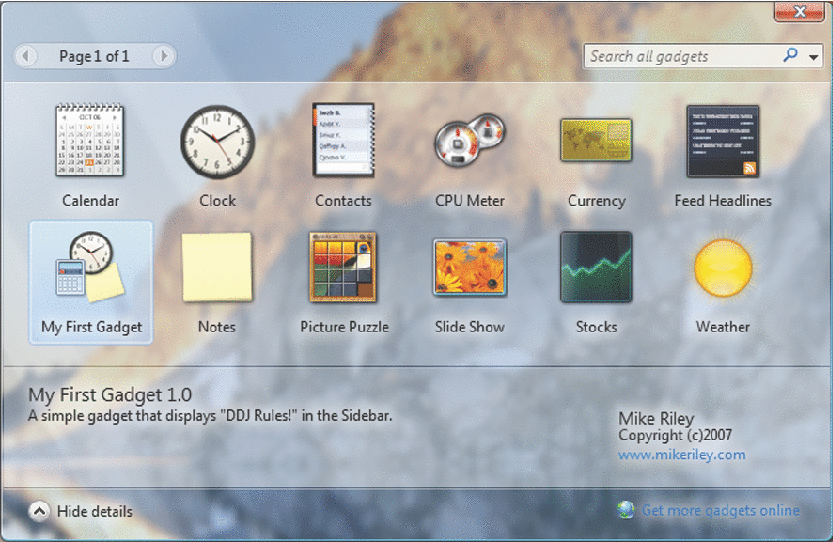 Page 1 of 1
Search all gadgets
OCT 06
Calendar
Clock
Contacts
CPU Meter
Currency
Feed Headlines
My First Gadget
Notes
Picture Puzzle
Slide Show
Stocks
Weather
My First Gadget 1.0
A simple gadget that displays "DDJ Rules!" in the Sidebar.
Mike Riley
Copyright (c)2007
www.mikeriley.com
Hide details
Get more gadgets online